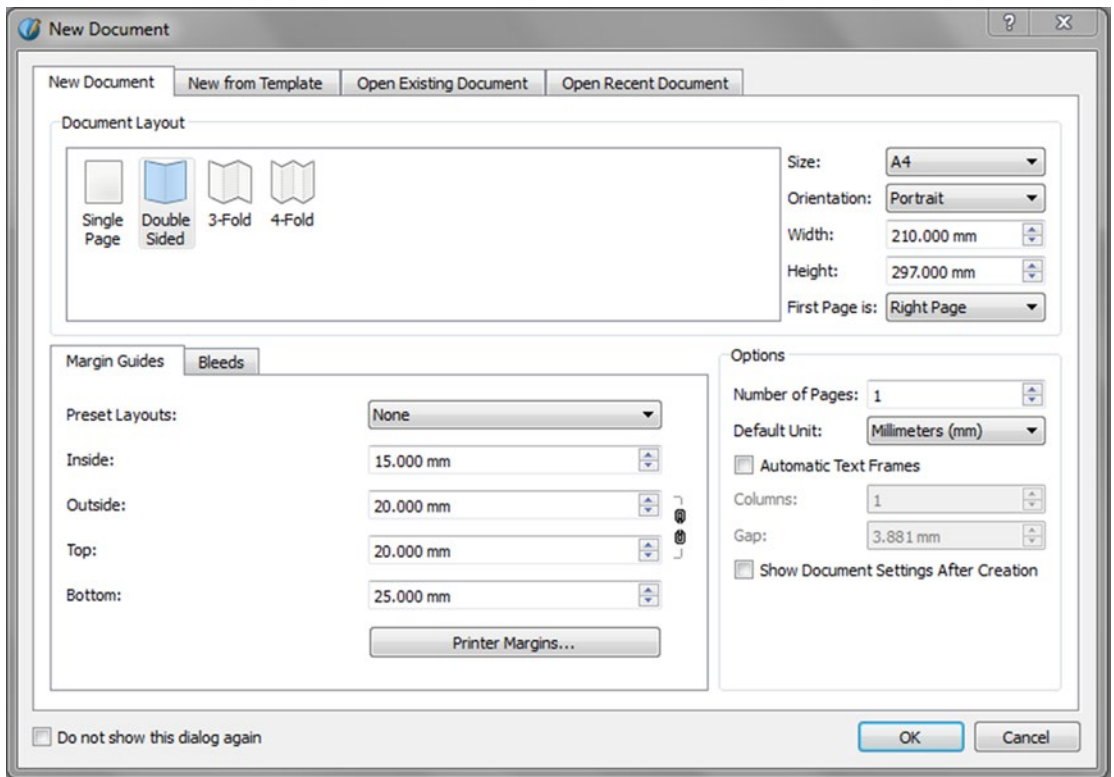 New Document
New Document New from Template Open Existing Document Open Recent Document
Document Layout
Single Page
Double Sided
3-Fold
4-Fold
Size: A4
Orientation: Portrait
Width: 210.000 mm
Height: 297.000 mm
First Page is: Right Page
Margin Guides Bleeds
Preset Layouts: None
Inside: 15.000 mm
Outside: 20.000 mm
Top: 20.000 mm
Bottom: 25.000 mm
Printer Margins...
Options
Number of Pages: 1
Default Unit: Millimeters (mm)
Automatic Text Frames
Columns: 1
Gap: 3.881 mm
Show Document Settings After Creation
Do not show this dialog again
OK Cancel